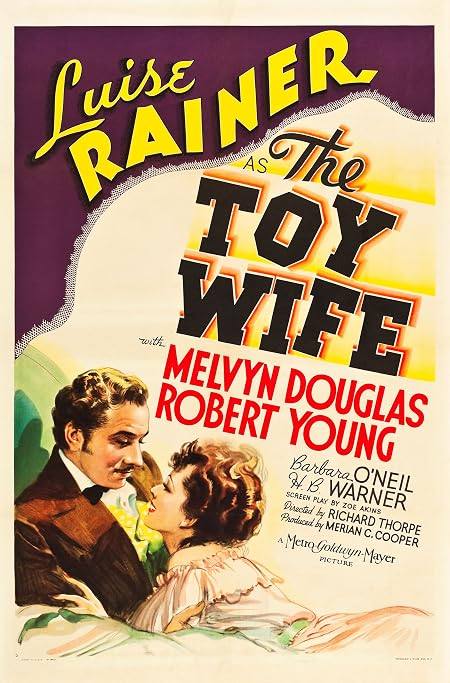 Luise
RAINER
AS The
TOY
WIFE
with
MELVYN DOUGLAS
ROBERT YOUNG
Barbara O'NEIL
H. B. WARNER
SCREEN PLAY BY ZOE AKINS
Directed by RICHARD THORPE
Produced by MERIAN C. COOPER
A Metro-Goldwyn-Mayer
PICTURE